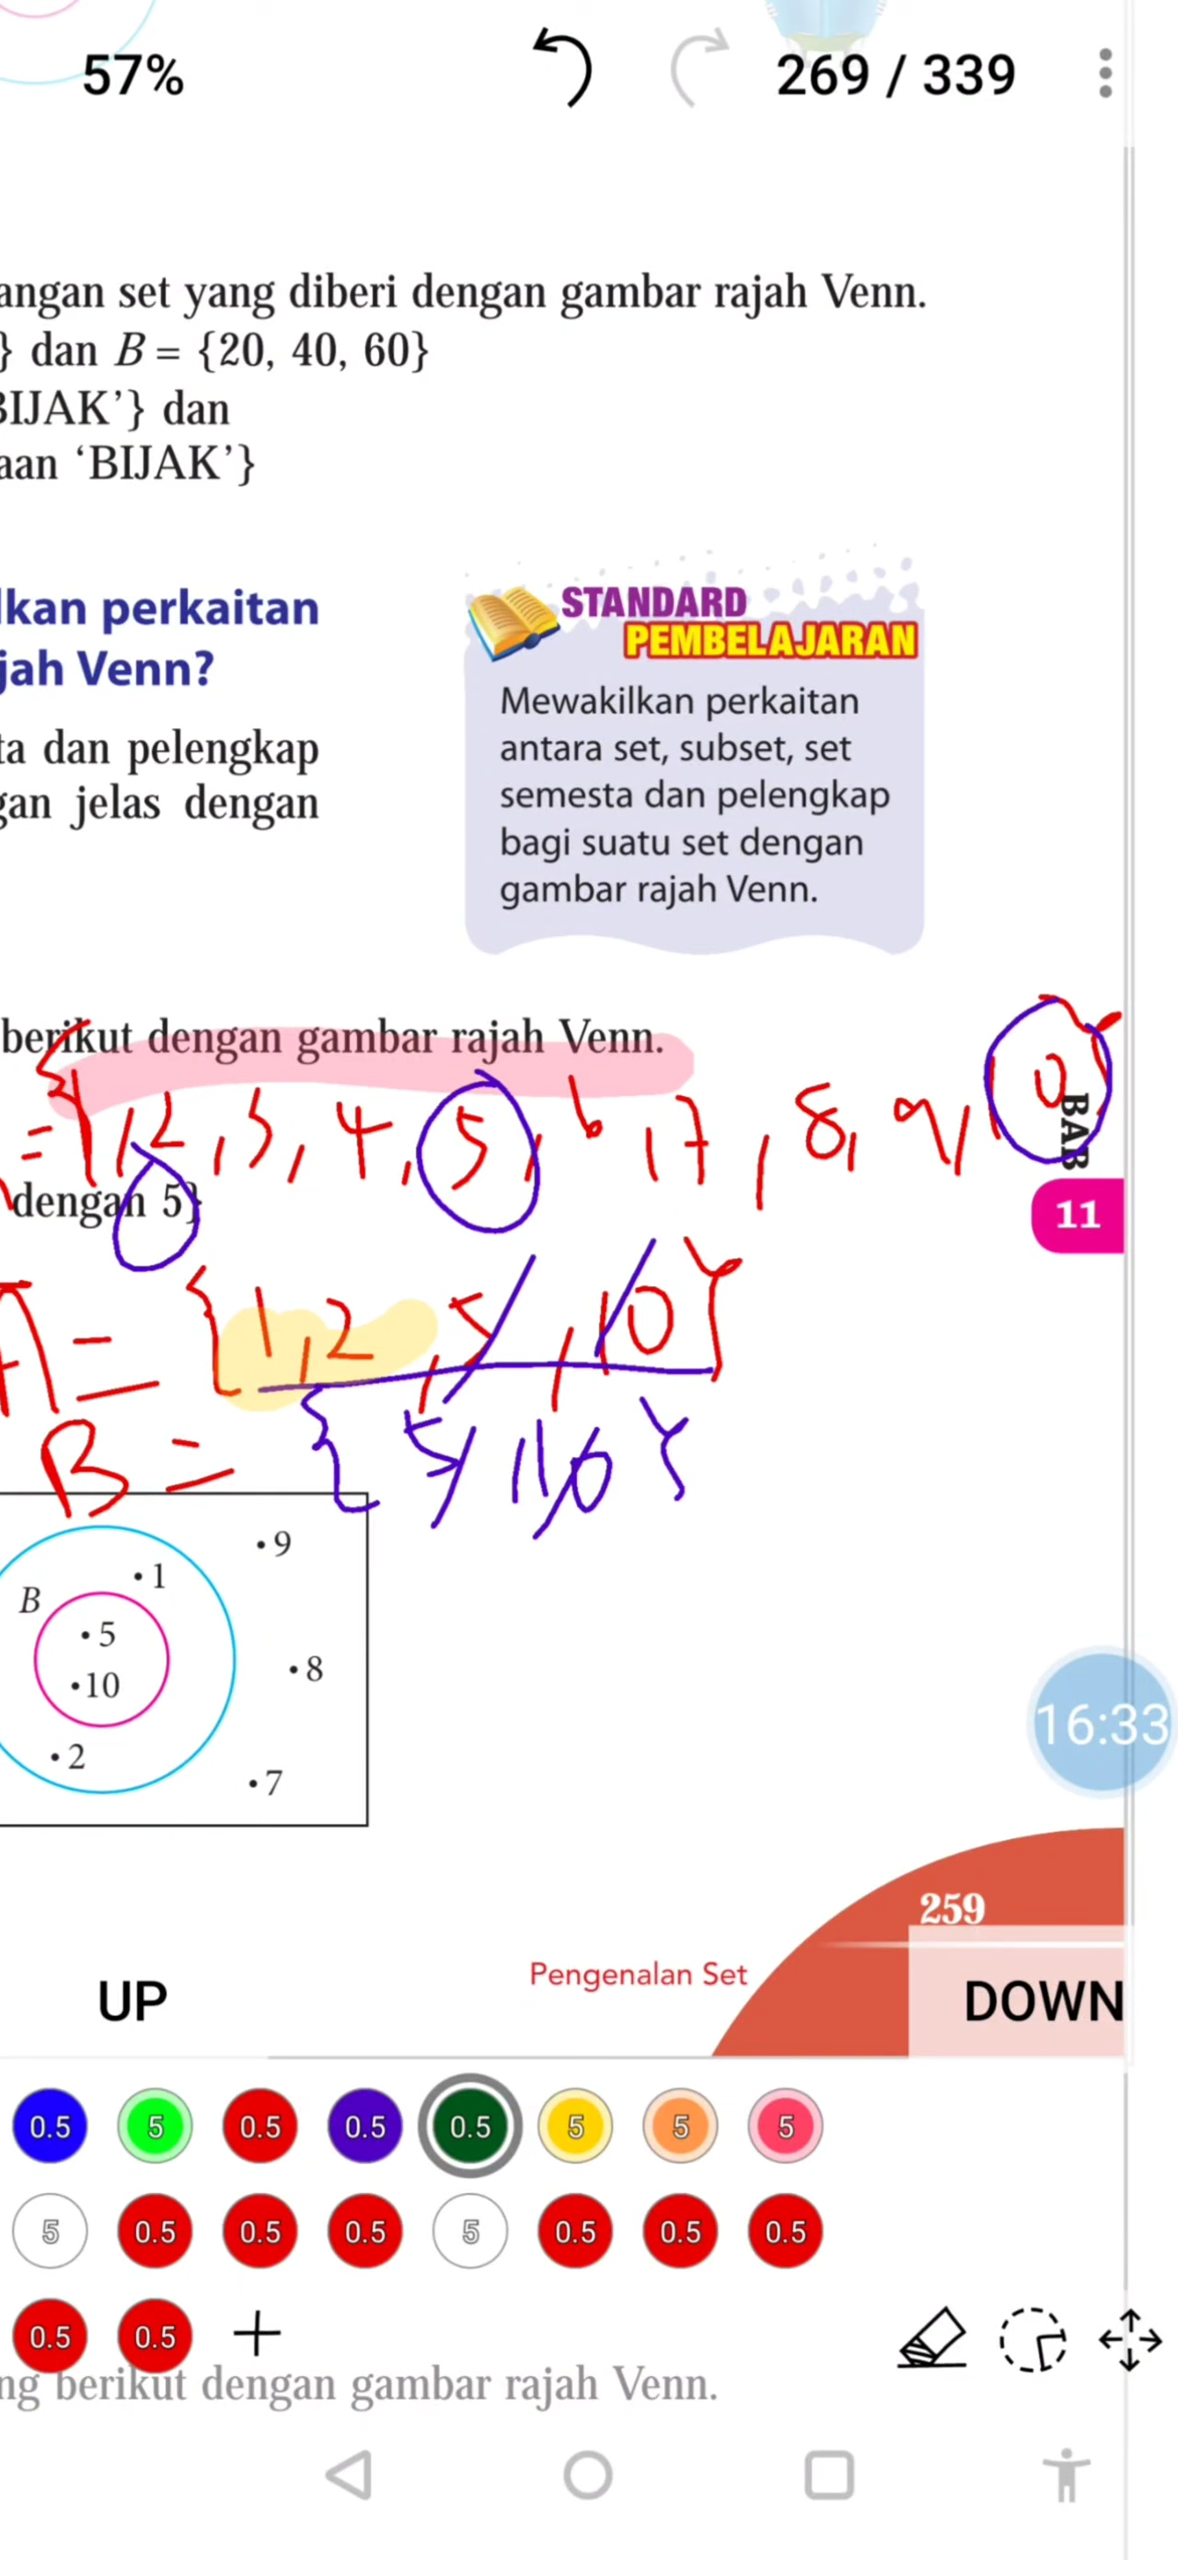 57%
269 / 339
angan set yang diberi dengan gambar rajah Venn.
} dan B = {20, 40, 60}
BIJAK’} dan
aan ‘BIJAK’}
STANDARD
PEMBELAJARAN
kan perkaitan
jah Venn?
Mewakilkan perkaitan
antara set, subset, set
semesta dan pelengkap
bagi suatu set dengan
gambar rajah Venn.
ta dan pelengkap
gan jelas dengan
berikut dengan gambar rajah Venn.
= {1, 2, 3, 4, 5, 6, 7, 8, 9, 10}
BAB
11
dengan 5}
A = {1, 2, 5, 10}
B = {5, 10}
• 9
• 1
B
• 5
• 8
• 10
• 2
• 7
16:33
259
Pengenalan Set
UP
DOWN
0.5 5 0.5 0.5 0.5 5 5 5
5 0.5 0.5 0.5 5 0.5 0.5 0.5
0.5 0.5 +
ng berikut dengan gambar rajah Venn.